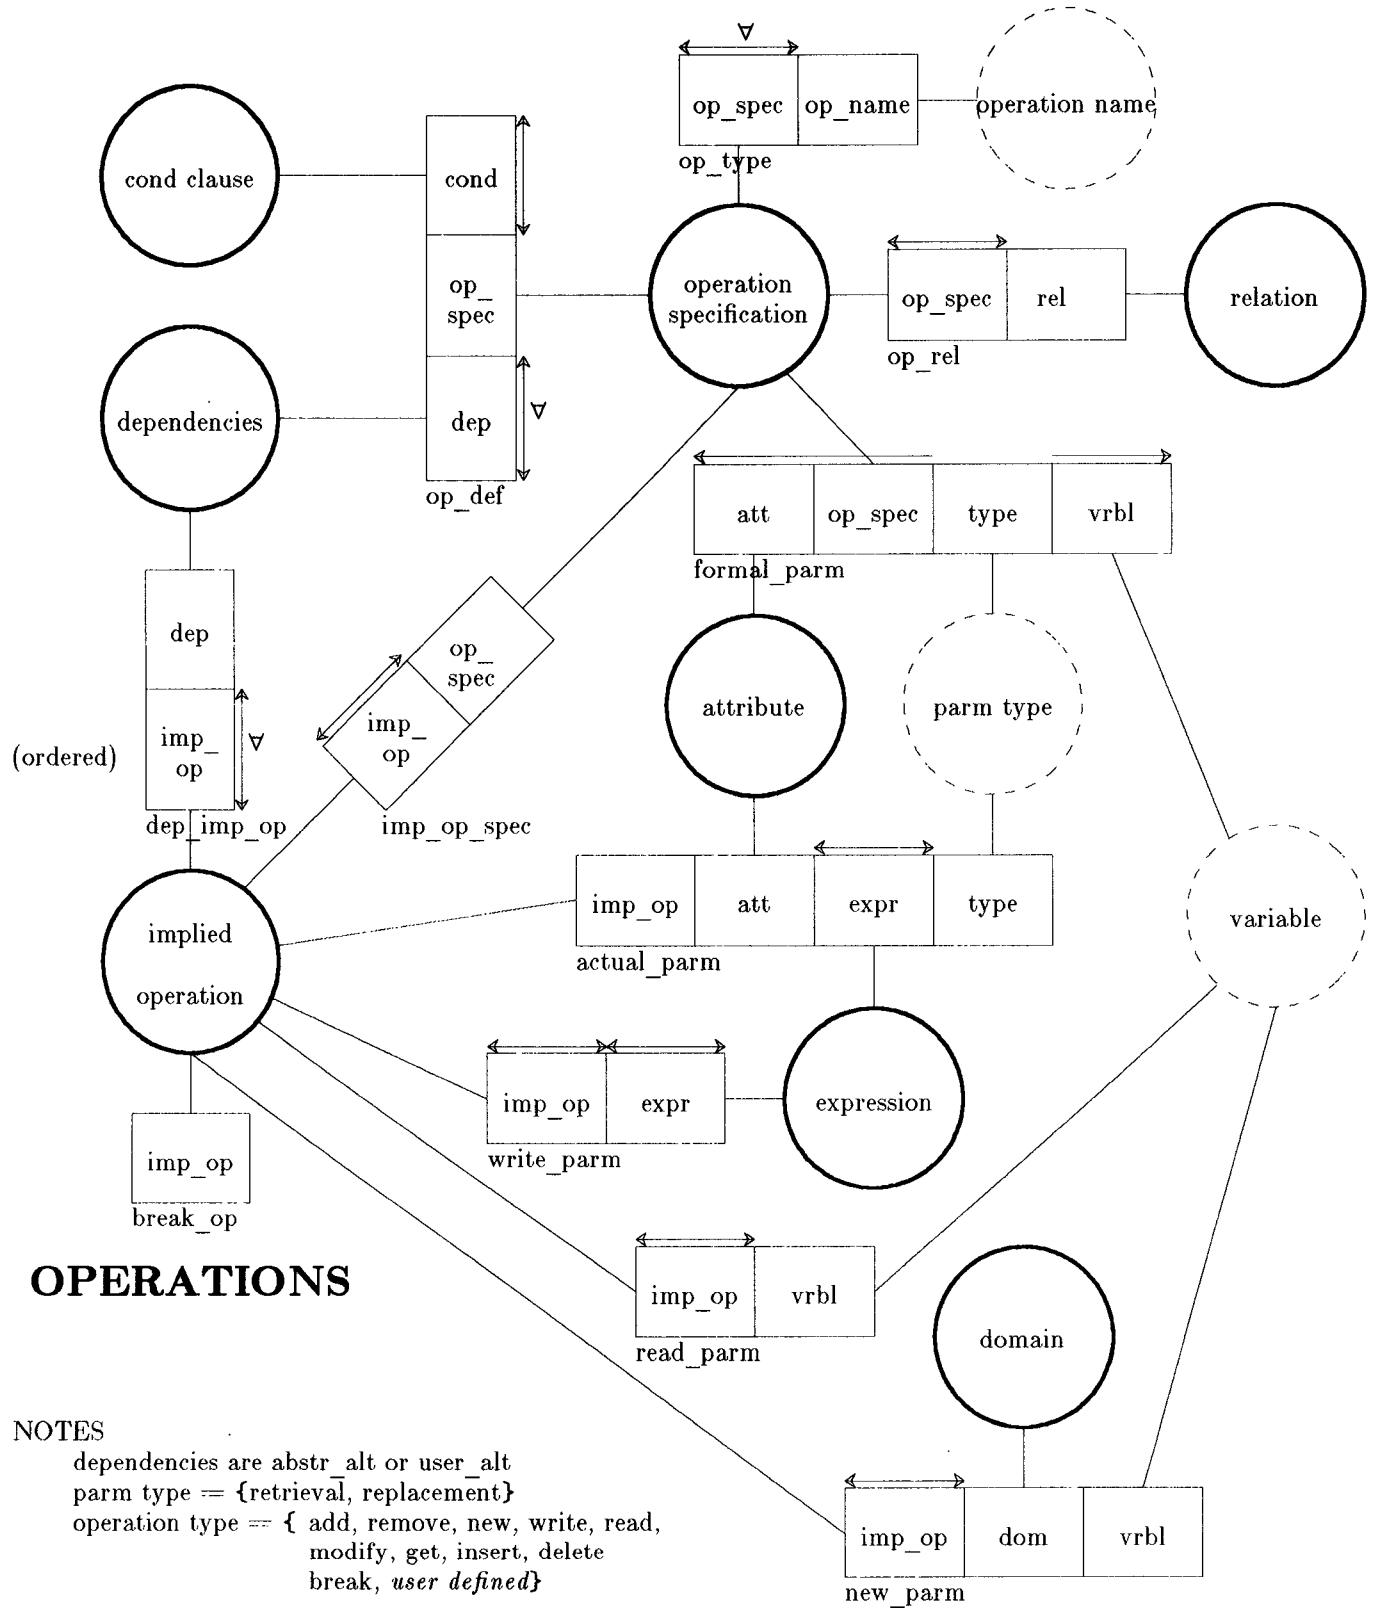 ∀
op_spec op_name
operation name
op_type
cond clause
cond
op_
spec
operation
specification
op_spec rel
relation
op_rel
dependencies
dep
∀
op_def
att op_spec type vrbl
formal_parm
dep
op_
spec
attribute
parm type
imp_
op
imp_
op
∀
(ordered)
dep_imp_op
imp_op_spec
imp_op att expr type
actual_parm
variable
implied
operation
imp_op expr
expression
write_parm
imp_op
break_op
OPERATIONS
imp_op vrbl
read_parm
domain
NOTES
dependencies are abstr_alt or user_alt
parm type = {retrieval, replacement}
operation type = { add, remove, new, write, read,
modify, get, insert, delete
break, user defined}
imp_op dom vrbl
new_parm